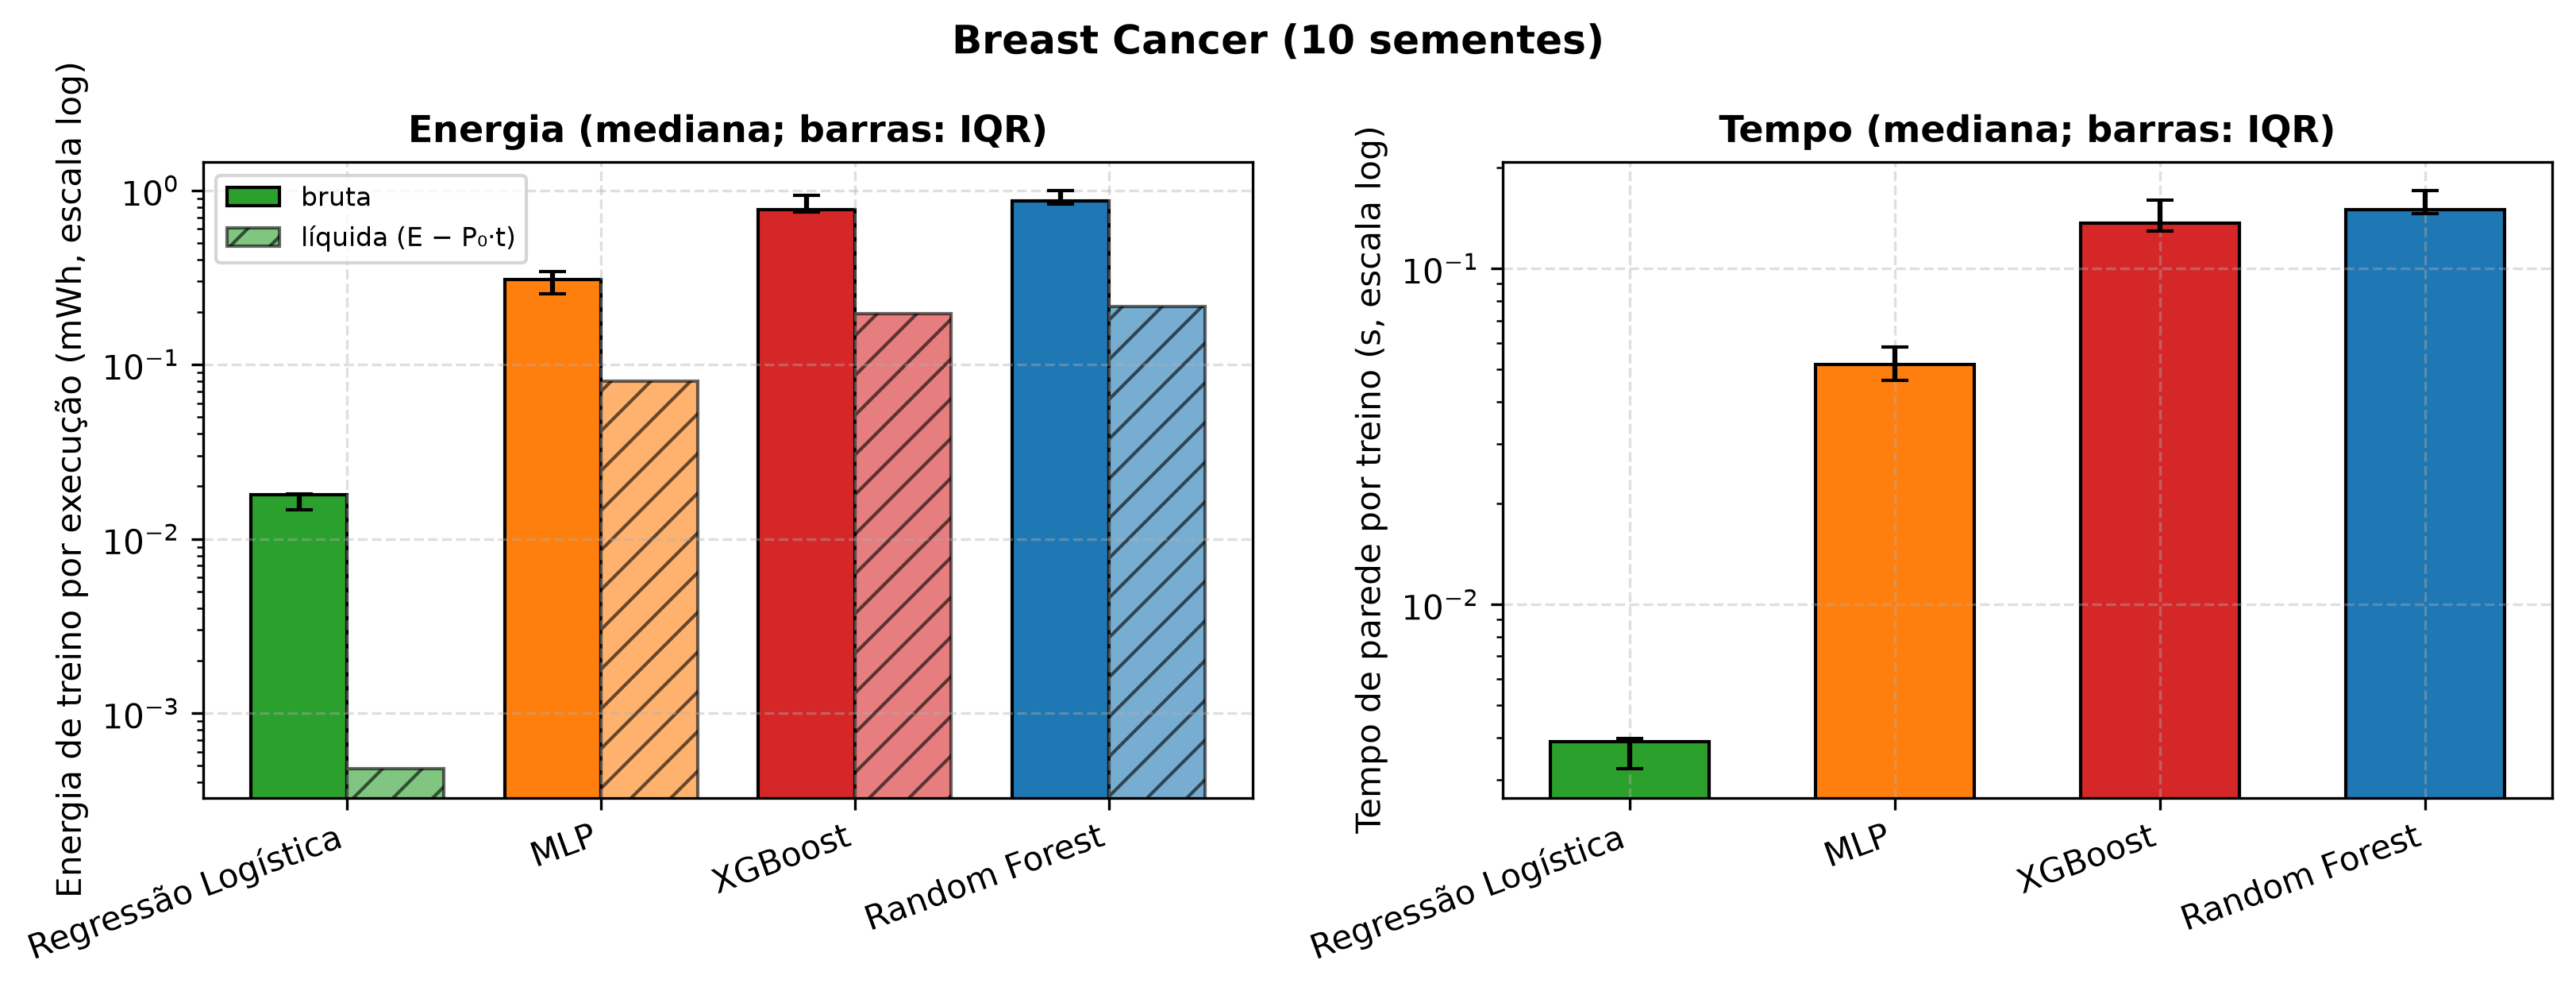 Breast Cancer (10 sementes)
Energia (mediana; barras: IQR)
Energia de treino por execução (mWh, escala log)
10⁰
10⁻¹
10⁻²
10⁻³
bruta
líquida (E − P₀·t)
Regressão Logística
MLP
XGBoost
Random Forest
Tempo (mediana; barras: IQR)
Tempo de parede por treino (s, escala log)
10⁻¹
10⁻²
Regressão Logística
MLP
XGBoost
Random Forest